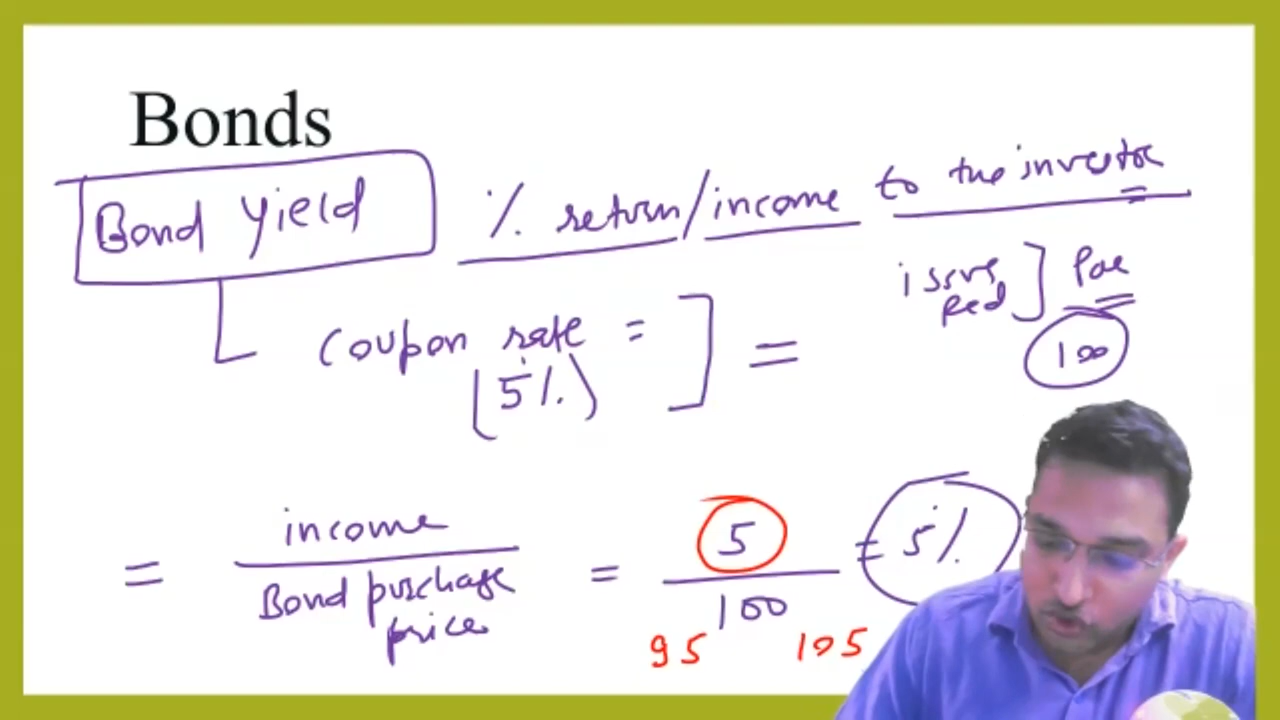 Bonds
Bond Yield
% return/income to the investor
issue ] Par
Red
100
Coupon rate = ] =
(5%)
= income / Bond purchase price = 5 / 100 = 5%
95 105